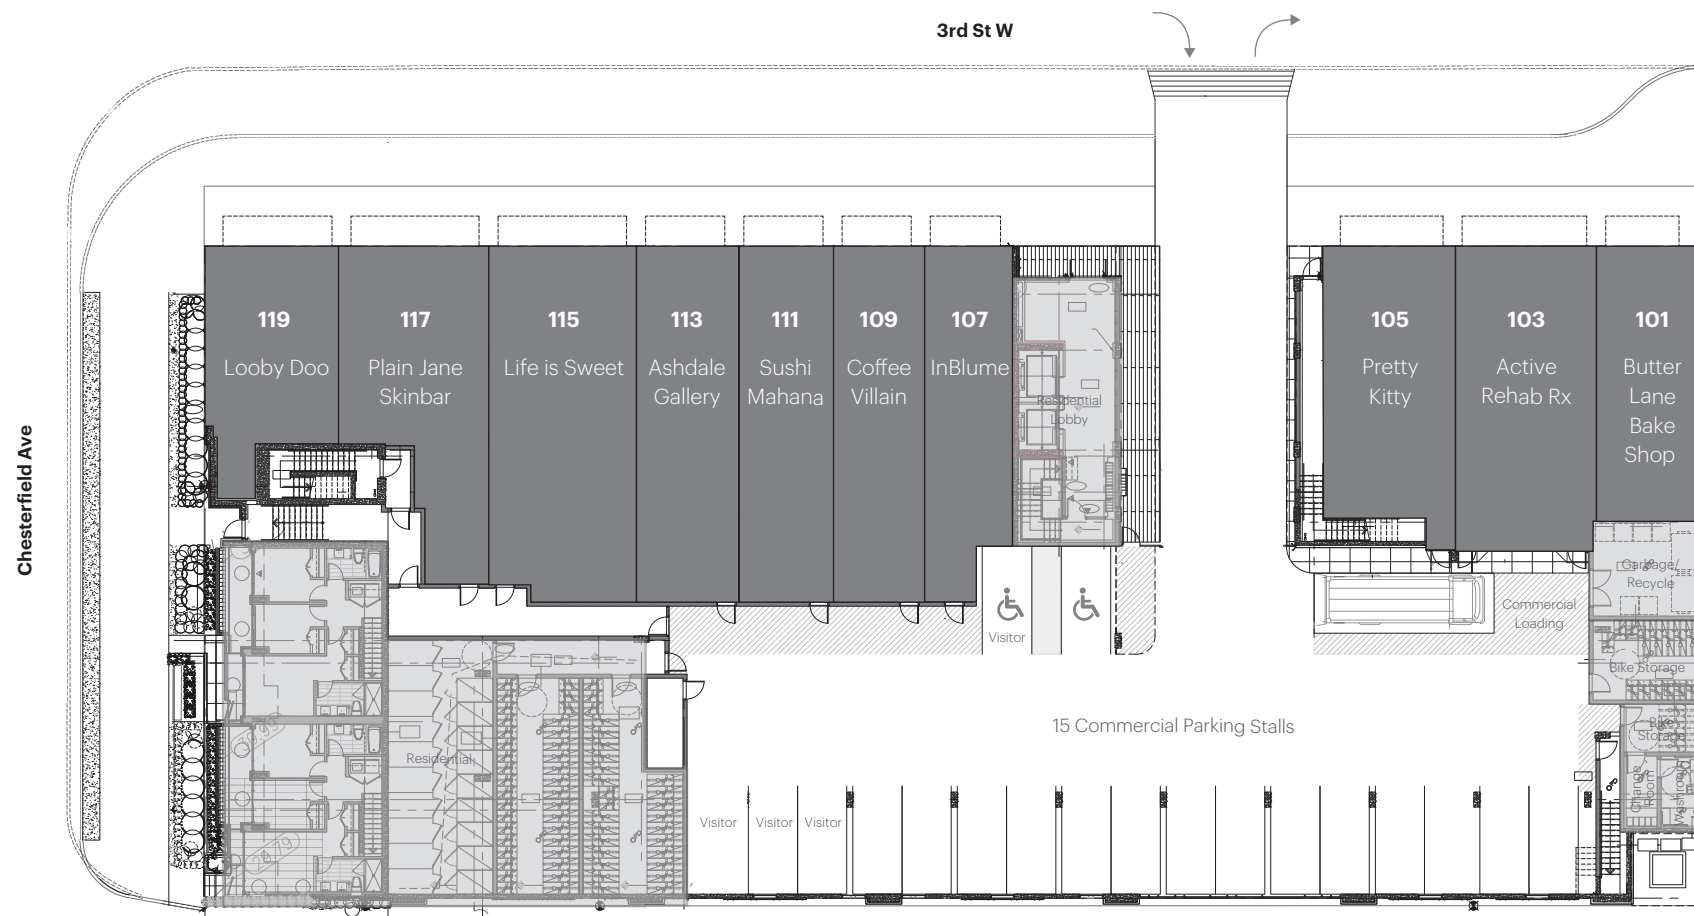 3rd St W
Chesterfield Ave
119
Looby Doo
117
Plain Jane
Skinbar
115
Life is Sweet
113
Ashdale
Gallery
111
Sushi
Mahana
109
Coffee
Villain
107
InBlume
Residential
Lobby
105
Pretty
Kitty
103
Active
Rehab Rx
101
Butter
Lane
Bake
Shop
Garbage/
Recycle
Commercial
Loading
Visitor
Bike Storage
Bike
Storage
15 Commercial Parking Stalls
Residential
Change
Room
Washroom
Visitor
Visitor
Visitor